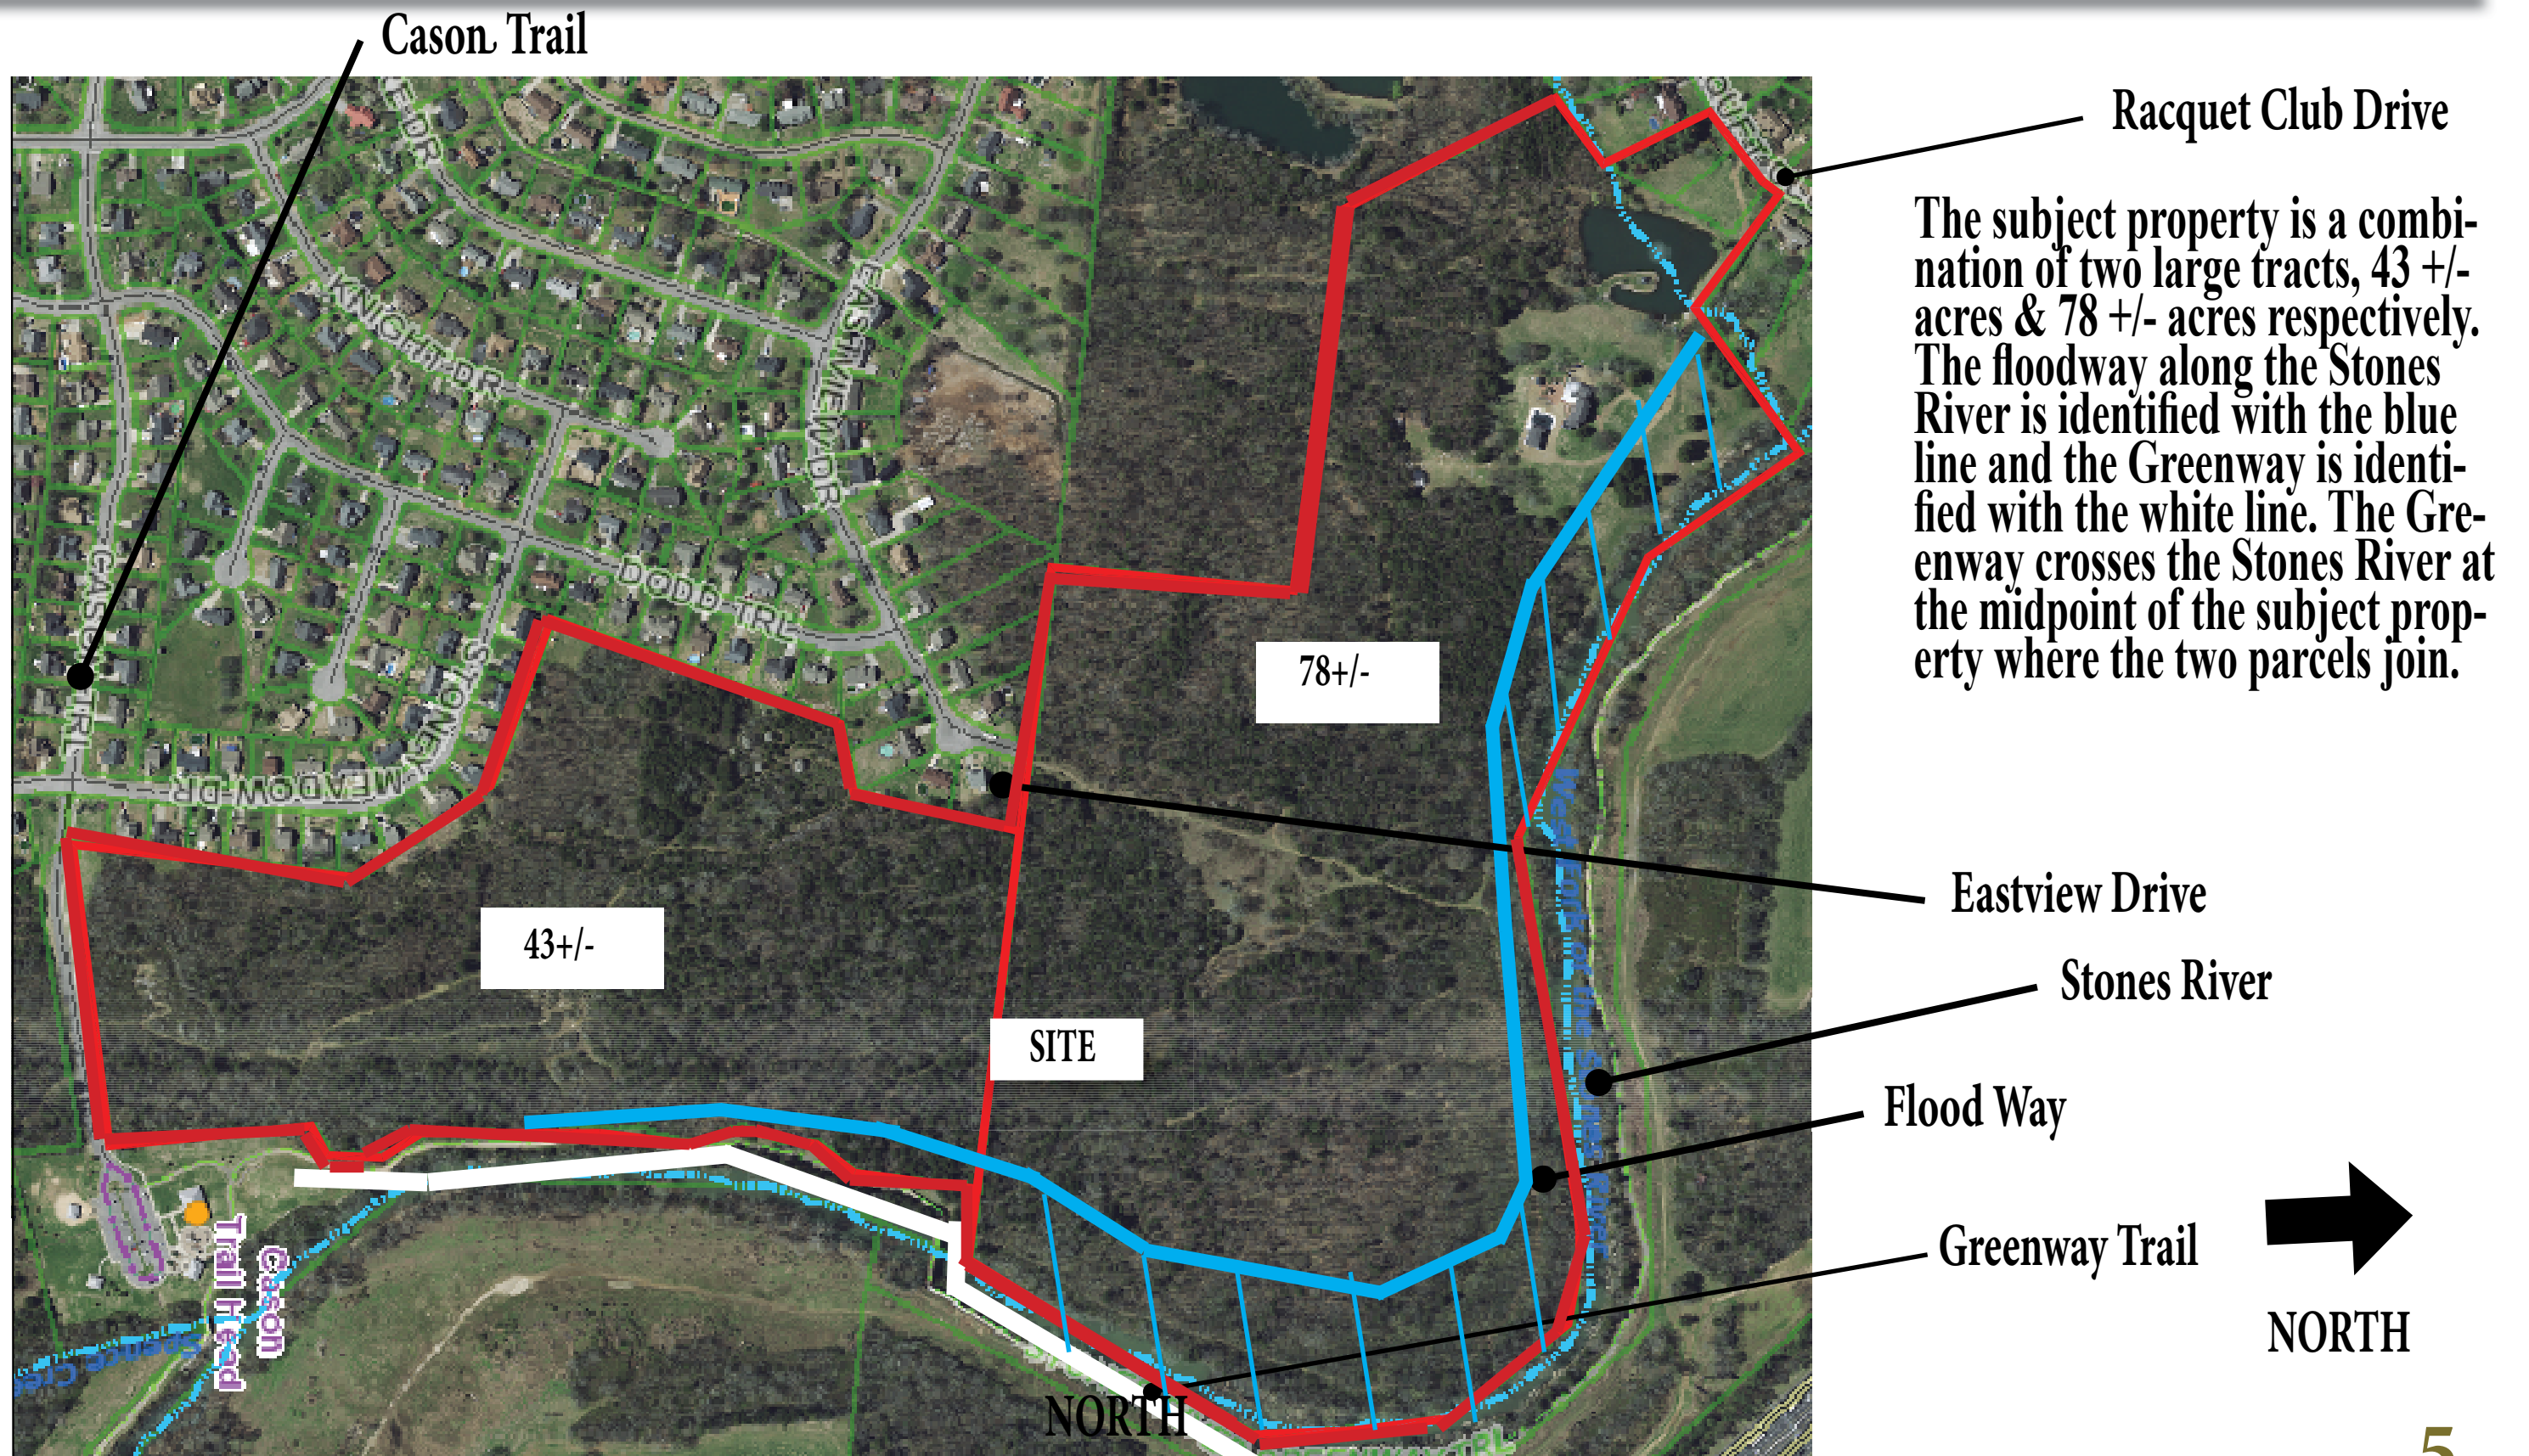 Cason Trail
Racquet Club Drive
The subject property is a combi-
nation of two large tracts, 43 +/-
acres & 78 +/- acres respectively.
The floodway along the Stones
River is identified with the blue
line and the Greenway is identi-
fied with the white line. The Gre-
enway crosses the Stones River at
the midpoint of the subject prop-
erty where the two parcels join.
E DR
KNIGHT DR
EASTVIEW DR
DODD TRL
STONEY
MEADOW DR
TRL
78+/-
43+/-
SITE
Eastview Drive
West Fork of the Stones River
Stones River
Flood Way
Greenway Trail
Cason
Trail Head
NORTH
NORTH
TRL
5